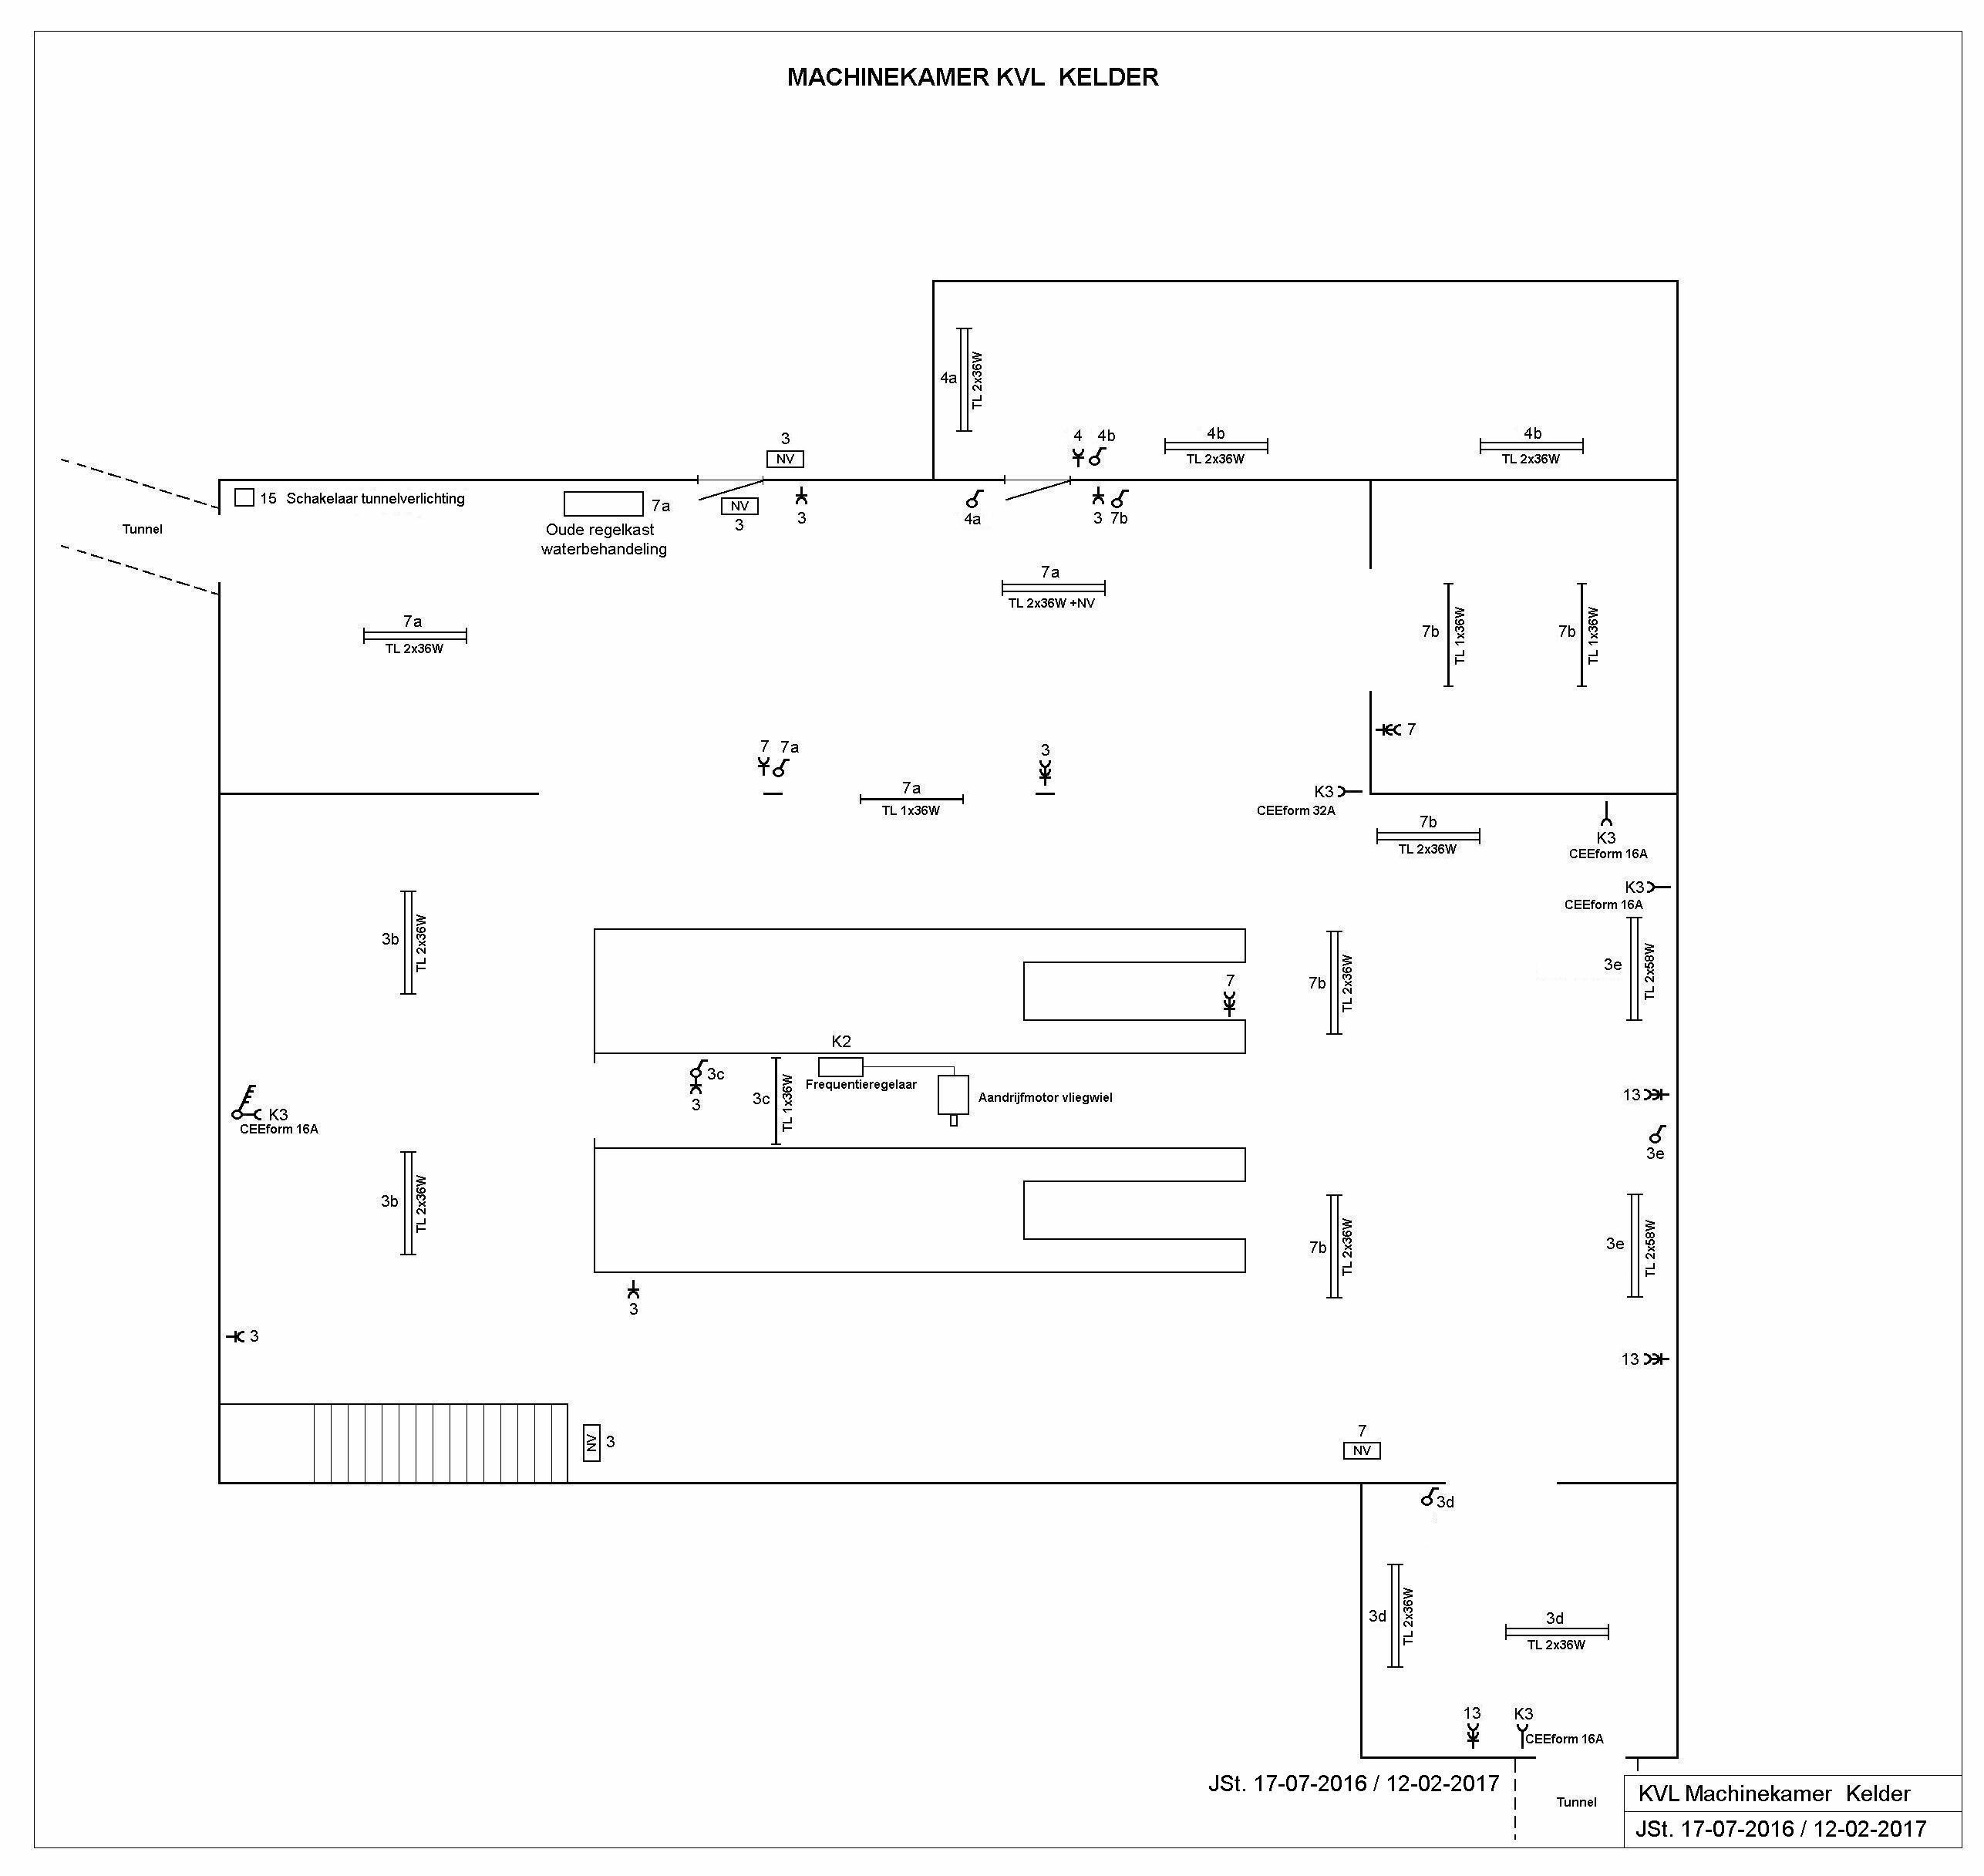 MACHINEKAMER KVL  KELDER
4a
TL 2x36W
3
NV
4
4b
4b
TL 2x36W
4b
TL 2x36W
15
Schakelaar tunnelverlichting
Tunnel
7a
Oude regelkast
waterbehandeling
NV
3
3
4a
3
7b
7a
TL 2x36W +NV
7a
TL 2x36W
7b
TL 1x36W
7b
TL 1x36W
7
7
7a
3
7a
TL 1x36W
K3
CEEform 32A
7b
TL 2x36W
K3
CEEform 16A
K3
CEEform 16A
3b
TL 2x36W
7
7b
TL 2x36W
3e
TL 2x58W
K2
Frequentieregelaar
3c
3
3c
TL 1x36W
Aandrijfmotor vliegwiel
13
K3
CEEform 16A
3e
3b
TL 2x36W
7b
TL 2x36W
3e
TL 2x58W
3
3
13
NV
3
7
NV
3d
3d
TL 2x36W
3d
TL 2x36W
13
K3
CEEform 16A
JSt. 17-07-2016 / 12-02-2017
Tunnel
KVL Machinekamer  Kelder
JSt. 17-07-2016 / 12-02-2017